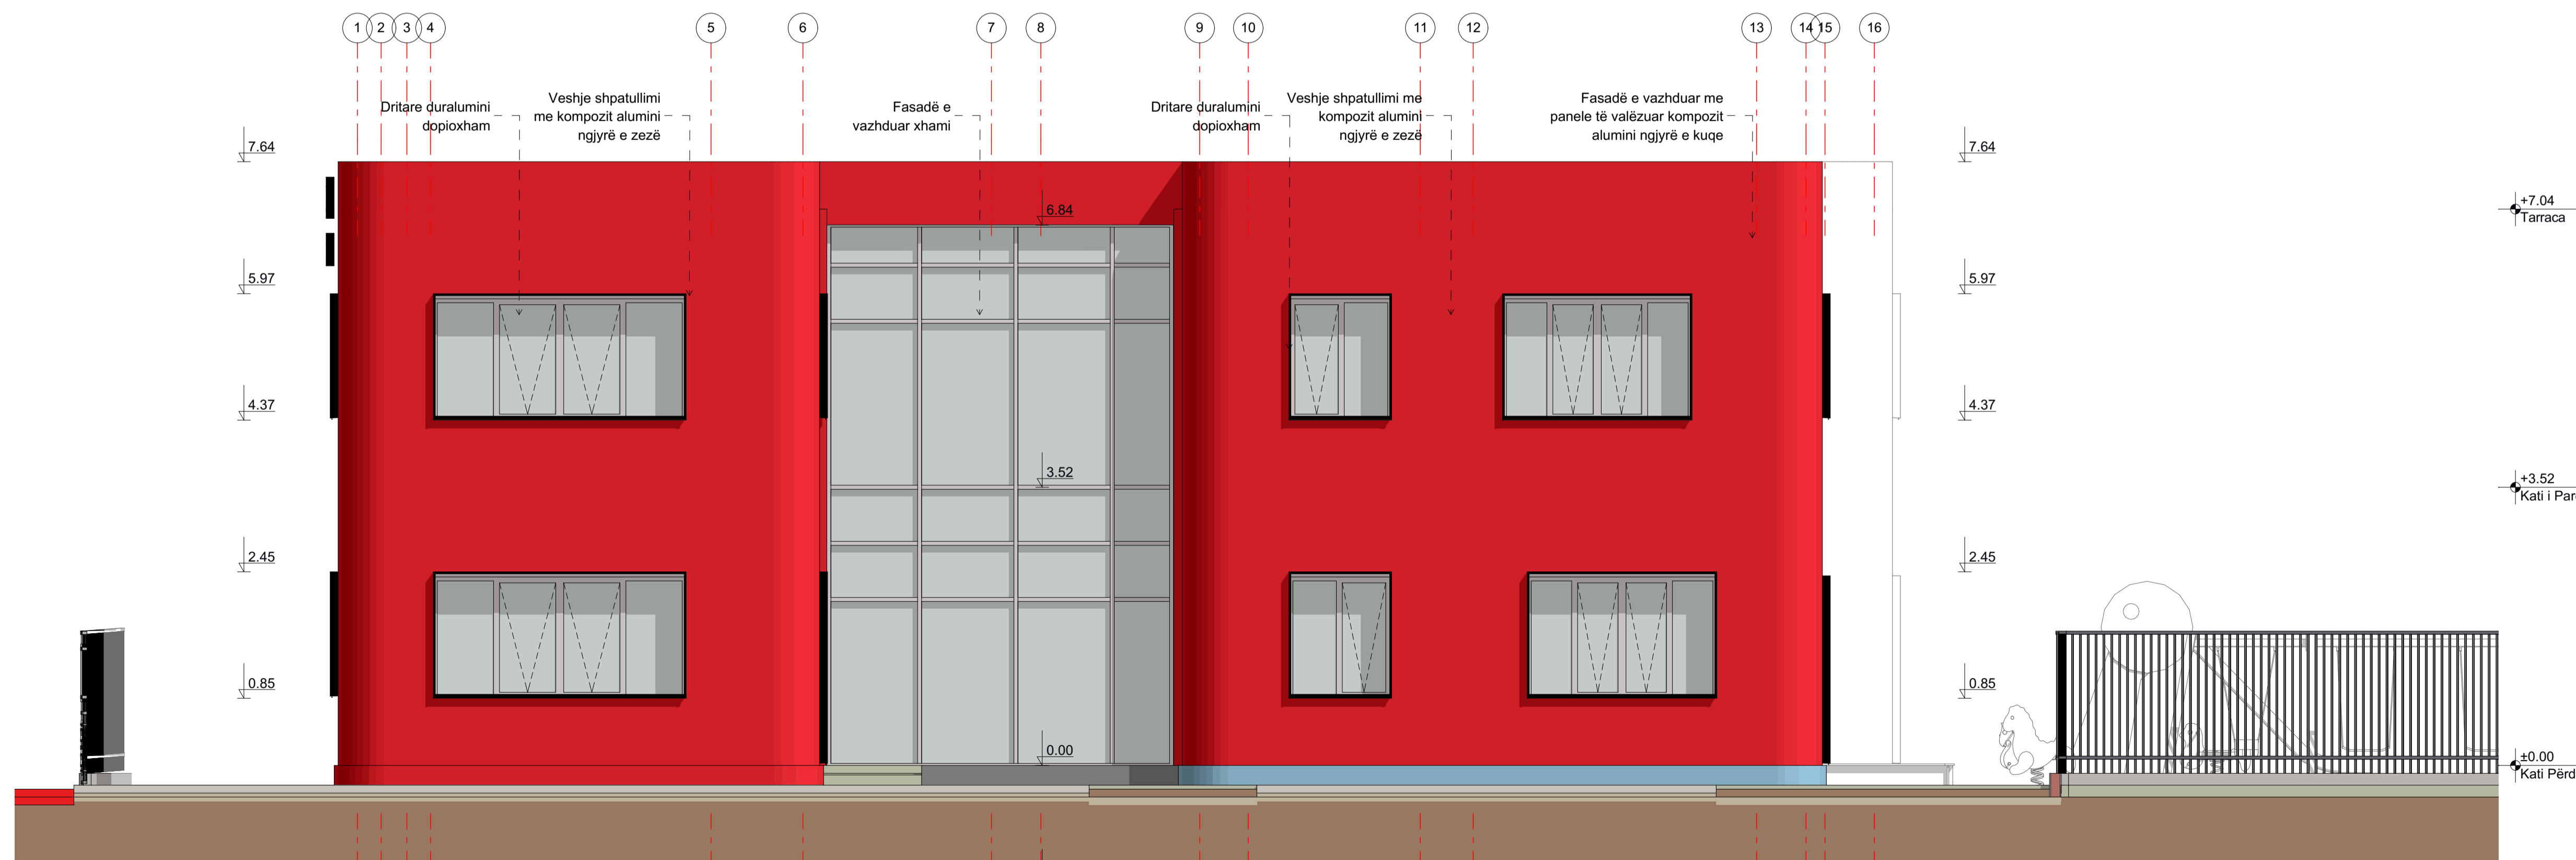 1 2 3 4 5 6 7 8 9 10 11 12 13 14 15 16
Dritare duralumini
dopioxham
Veshje shpatullimi
me kompozit alumini
ngjyrë e zezë
Fasadë e
vazhduar xhami
Dritare duralumini
dopioxham
Veshje shpatullimi me
kompozit alumini
ngjyrë e zezë
Fasadë e vazhduar me
panele të valëzuar kompozit
alumini ngjyrë e kuqe
7.64
7.64
+7.04
Tarraca
6.84
5.97
5.97
4.37
4.37
3.52
+3.52
Kati i Par
2.45
2.45
0.85
0.85
0.00
±0.00
Kati Përd